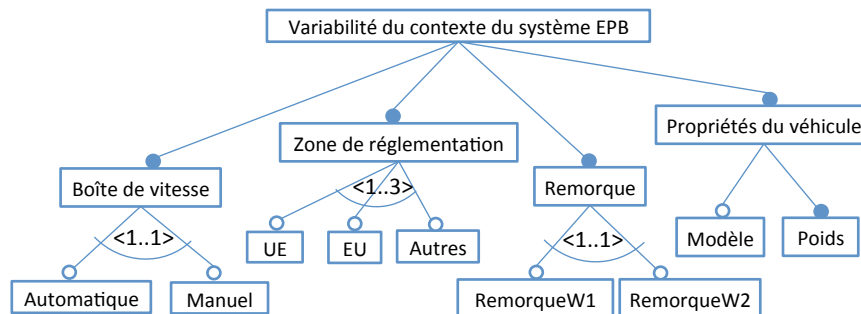 Variabilité du contexte du système EPB
Boîte de vitesse
Zone de réglementation
Remorque
Propriétés du véhicule
<1..1>
<1..3>
<1..1>
Automatique
Manuel
UE
EU
Autres
RemorqueW1
RemorqueW2
Modèle
Poids